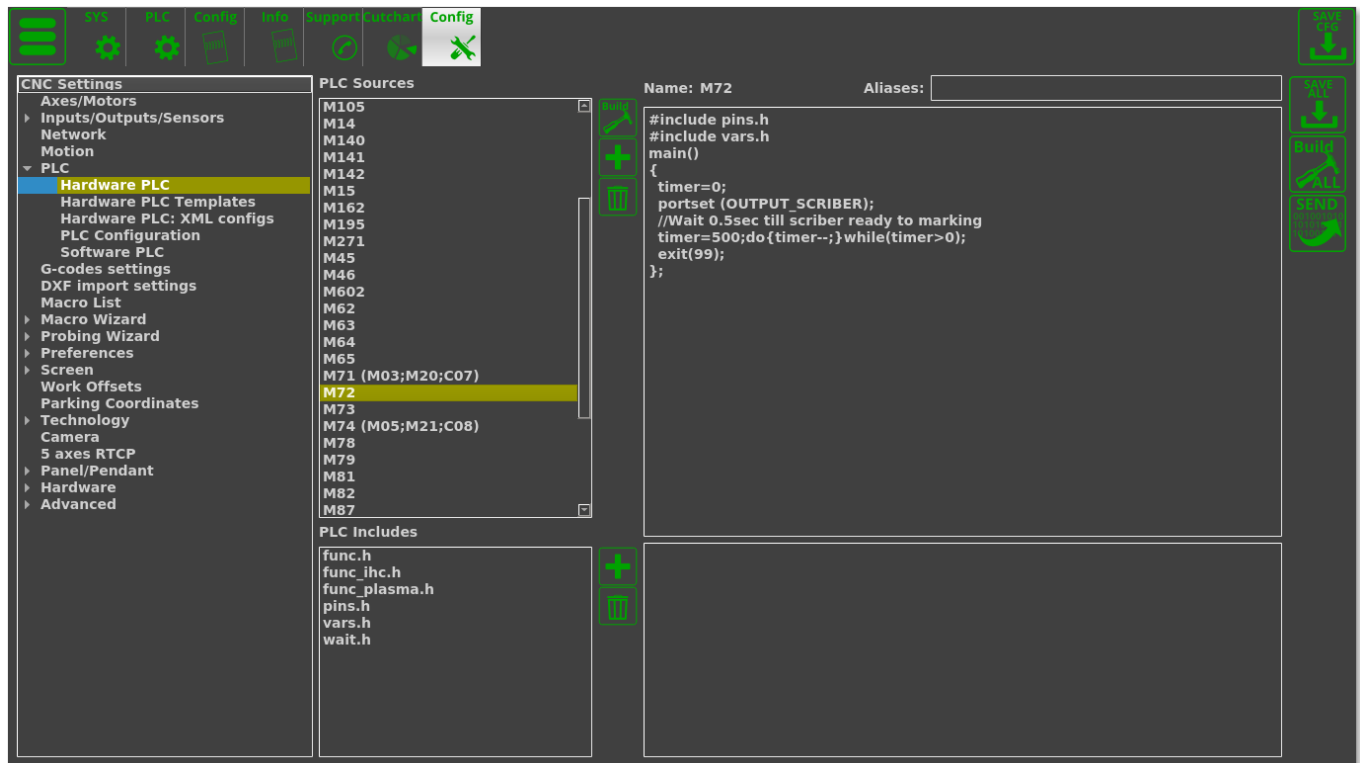 SYS
PLC
Config
Info
Support
Cutchart
Config
SAVE
CFG
CNC Settings
Axes/Motors
Inputs/Outputs/Sensors
Network
Motion
PLC
Hardware PLC
Hardware PLC Templates
Hardware PLC: XML configs
PLC Configuration
Software PLC
G-codes settings
DXF import settings
Macro List
Macro Wizard
Probing Wizard
Preferences
Screen
Work Offsets
Parking Coordinates
Technology
Camera
5 axes RTCP
Panel/Pendant
Hardware
Advanced
PLC Sources
M105
M14
M140
M141
M142
M15
M162
M195
M271
M45
M46
M602
M62
M63
M64
M65
M71 (M03;M20;C07)
M72
M73
M74 (M05;M21;C08)
M78
M79
M81
M82
M87
Build
PLC Includes
func.h
func_ihc.h
func_plasma.h
pins.h
vars.h
wait.h
Name: M72
Aliases:
#include pins.h
#include vars.h
main()
{
timer=0;
portset (OUTPUT_SCRIBER);
//Wait 0.5sec till scriber ready to marking
timer=500;do{timer--;}while(timer>0);
exit(99);
};
SAVE
ALL
Build
ALL
SEND